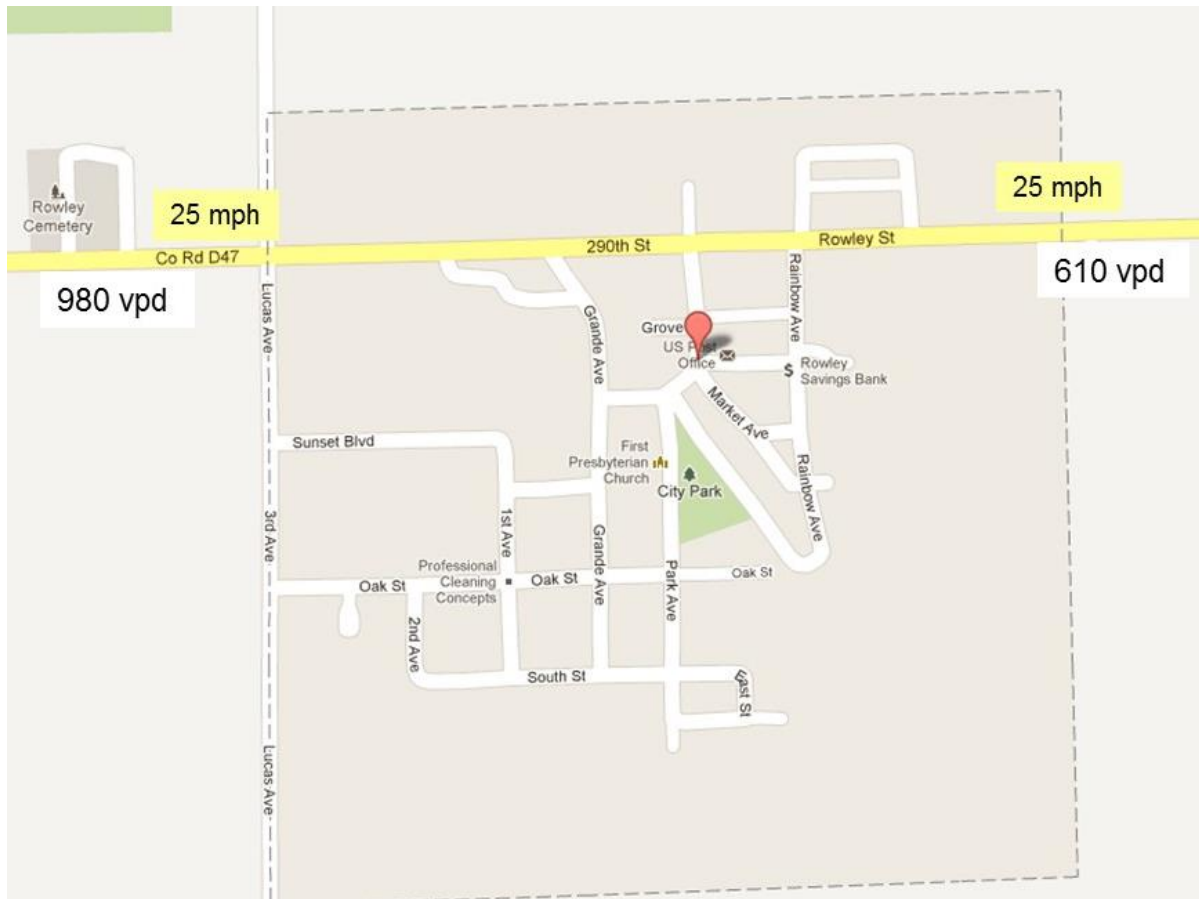 25 mph
Rowley
Cemetery
25 mph
Rowley St
290th St
Co Rd D47
610 vpd
980 vpd
Lucas Ave
Rainbow Ave
Grande Ave
Grove
US Post
Office
Rowley
Savings Bank
$
Market Ave
Sunset Blvd
First
Presbyterian
Church
City Park
Rainbow Ave
3rd Ave
1st Ave
Grande Ave
Professional
Cleaning
Concepts
Oak St
Oak St
Oak St
Park Ave
2nd Ave
South St
East St
Lucas Ave